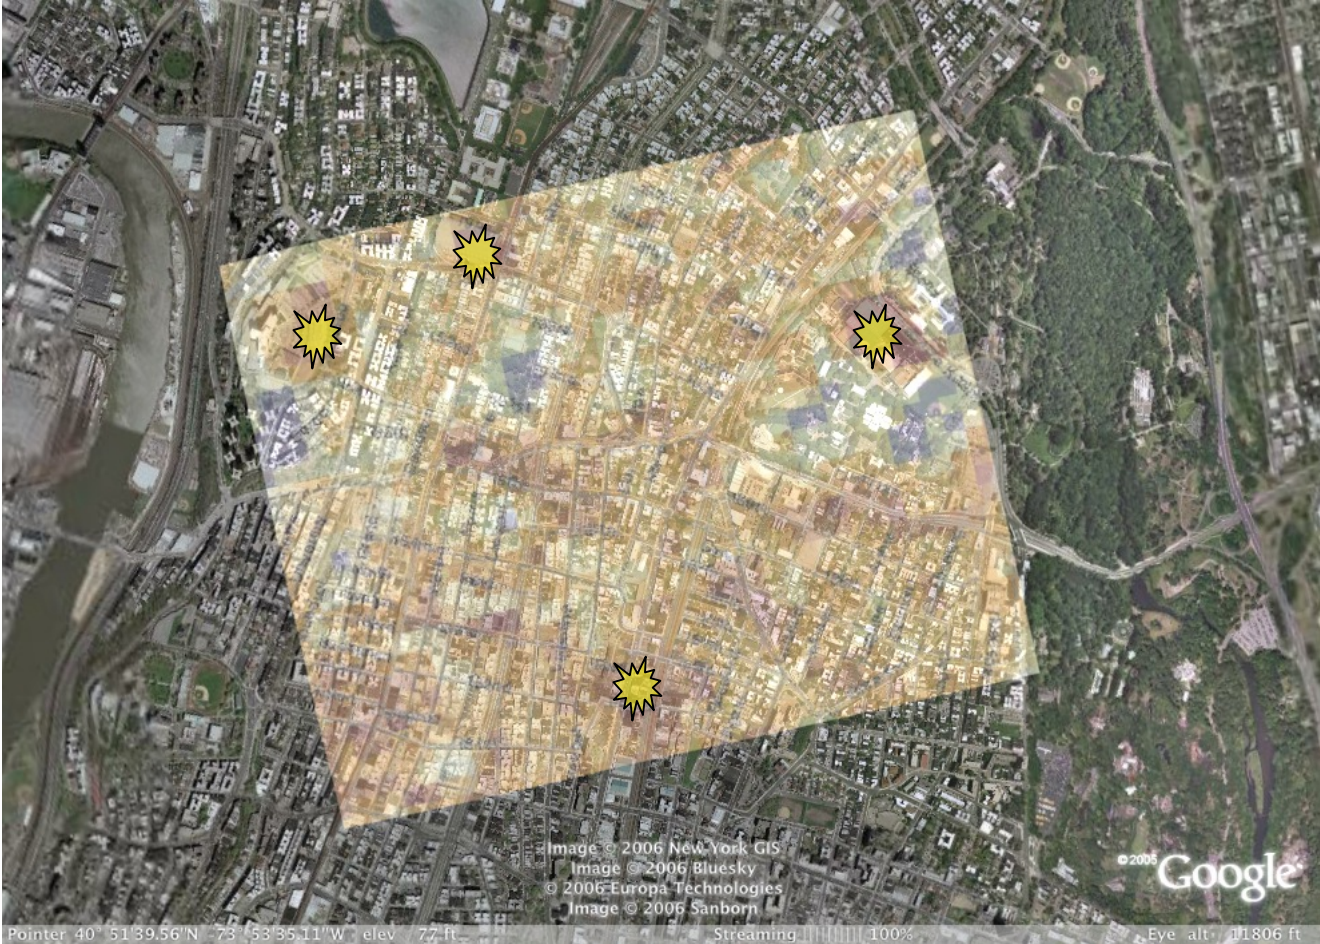 Image © 2006 New York GIS
Image © 2006 Bluesky
© 2006 Europa Technologies
Image © 2006 Sanborn
© 2005 Google
Pointer 40° 51'39.56"N -73° 53'35.11"W elev 77 ft Streaming |||||||||| 100% Eye alt 11806 ft